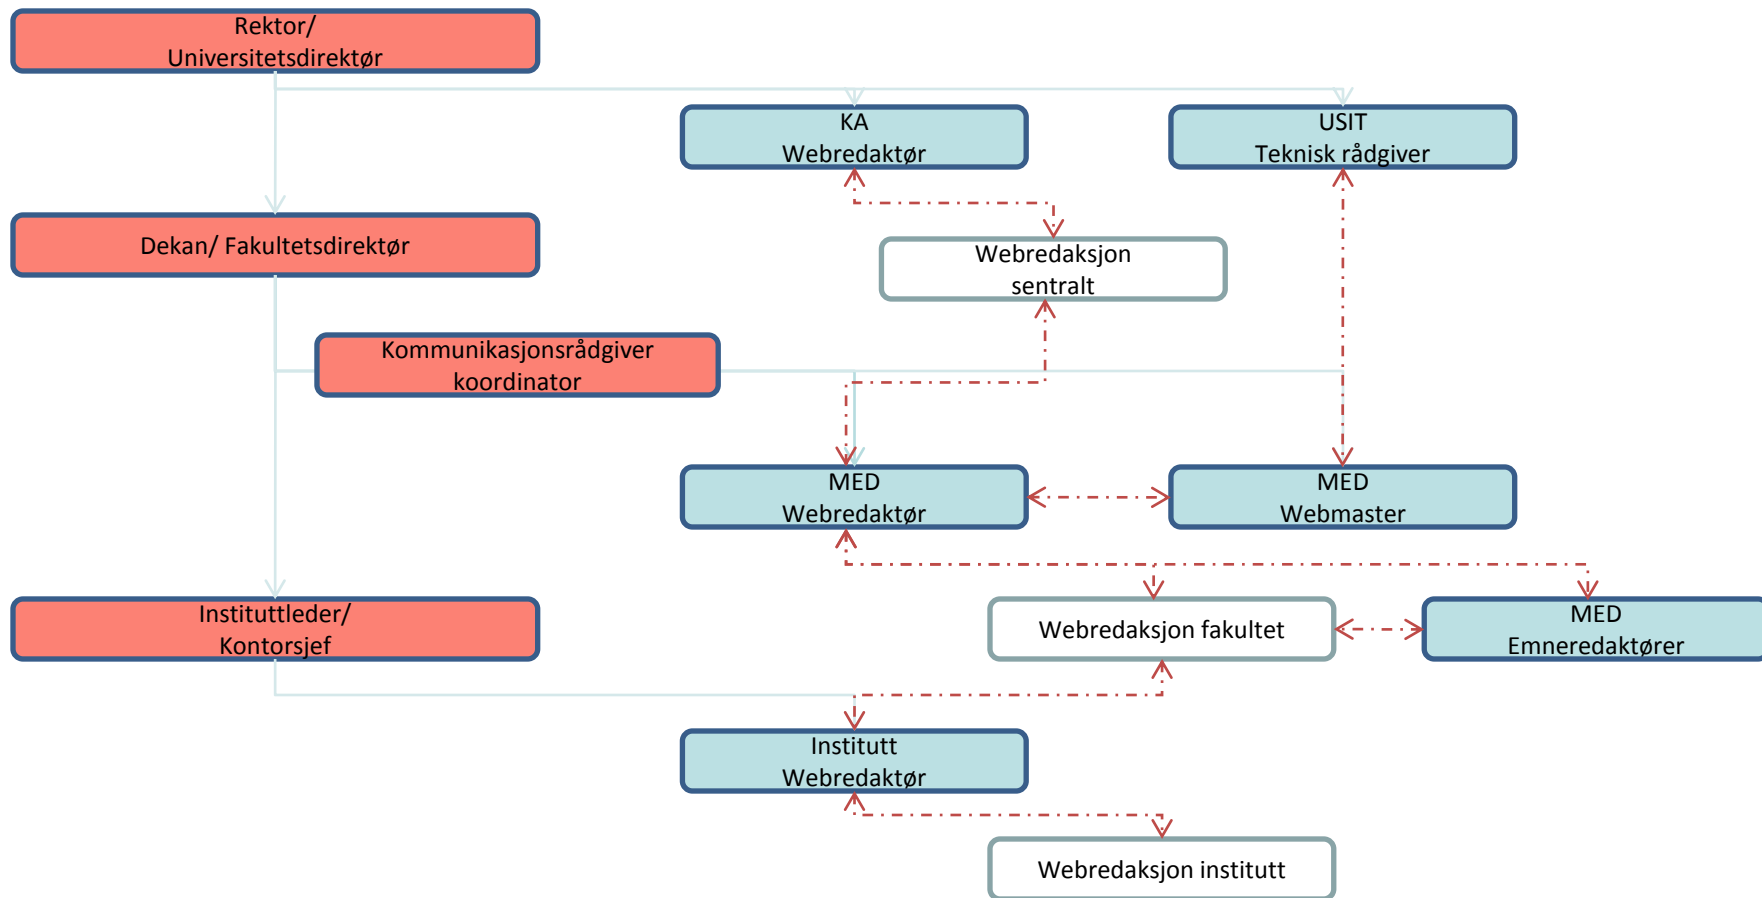 Rektor/
Universitetsdirektør
KA
Webredaktør
USIT
Teknisk rådgiver
Dekan/ Fakultetsdirektør
Webredaksjon
sentralt
Kommunikasjonsrådgiver
koordinator
MED
Webredaktør
MED
Webmaster
Instituttleder/
Kontorsjef
Webredaksjon fakultet
MED
Emneredaktører
Institutt
Webredaktør
Webredaksjon institutt